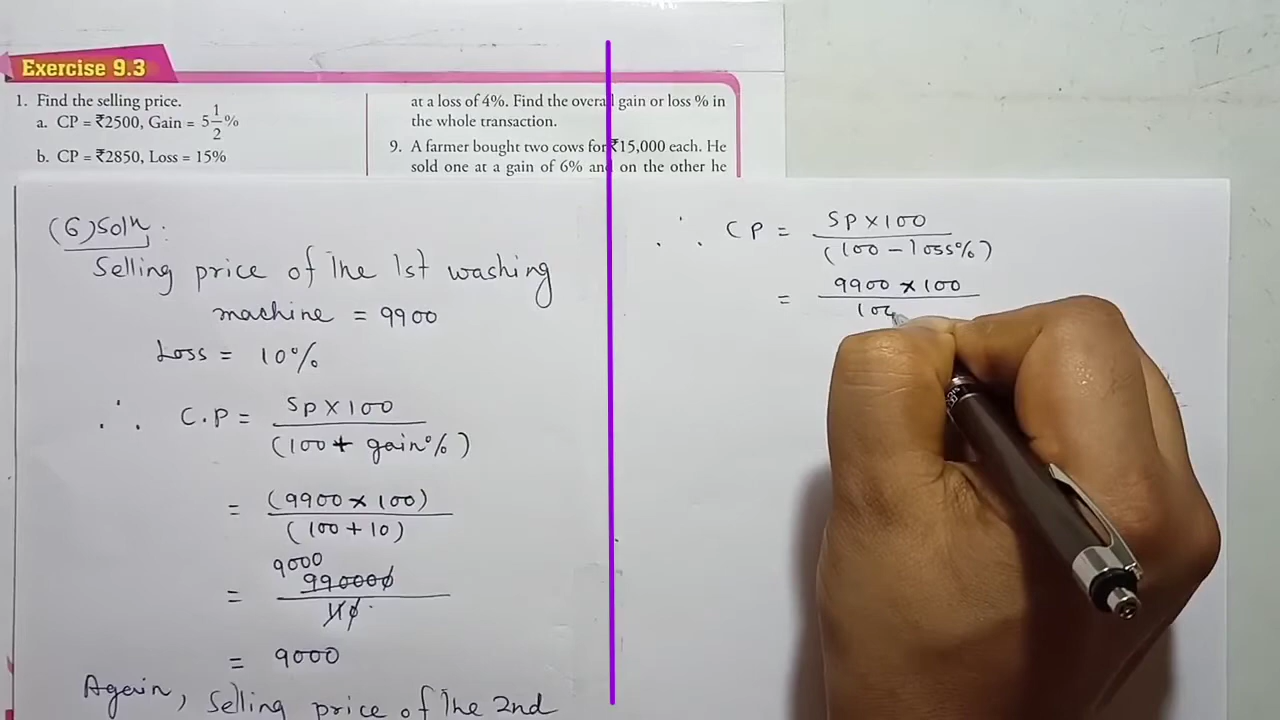 Exercise 9.3
1. Find the selling price.
a. CP = ₹2500, Gain = 5 1/2 %
b. CP = ₹2850, Loss = 15%
at a loss of 4%. Find the overall gain or loss % in
the whole transaction.
9. A farmer bought two cows for ₹15,000 each. He
sold one at a gain of 6% and on the other he
(6) Solⁿ:
Selling price of the 1st washing
machine = 9900
Loss = 10%
∴ C.P = SP×100
(100+ gain%)
= (9900 × 100)
(100 + 10)
9000
= 990000
110
= 9000
Again, Selling price of the 2nd
∴ CP = SP×100
(100 - loss%)
= 9900 × 100
100